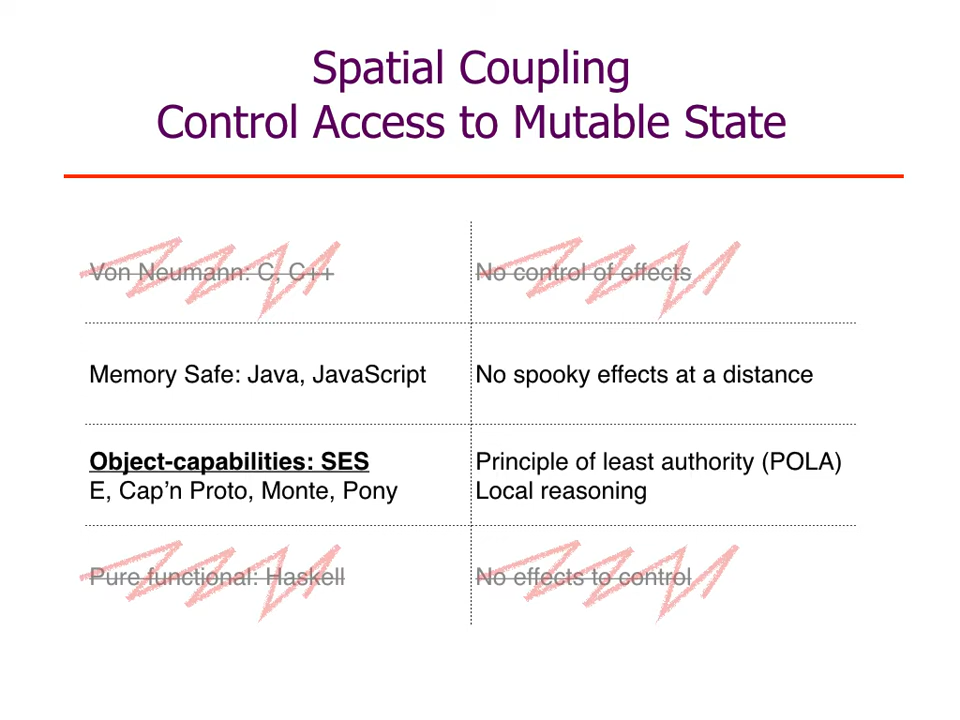 Spatial Coupling
Control Access to Mutable State
Von Neumann: C, C++
No control of effects
Memory Safe: Java, JavaScript
No spooky effects at a distance
Object-capabilities: SES
E, Cap’n Proto, Monte, Pony
Principle of least authority (POLA)
Local reasoning
Pure functional: Haskell
No effects to control